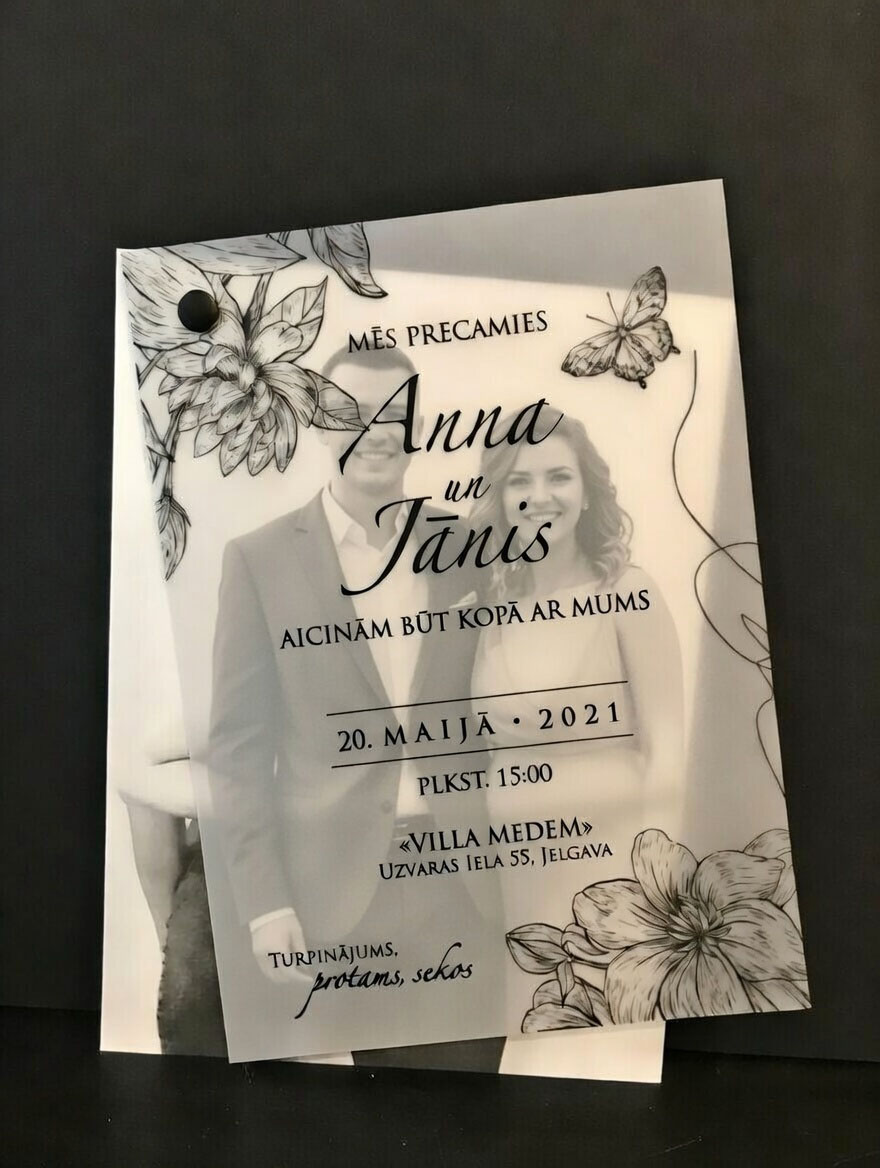 MĒS PRECAMIES
Anna
un
Jānis
AICINĀM BŪT KOPĀ AR MUMS
20. MAIJĀ • 2021
PLKST. 15:00
«VILLA MEDEM»
UZVARAS IELA 55, JELGAVA
TURPINĀJUMS,
protams, sekos